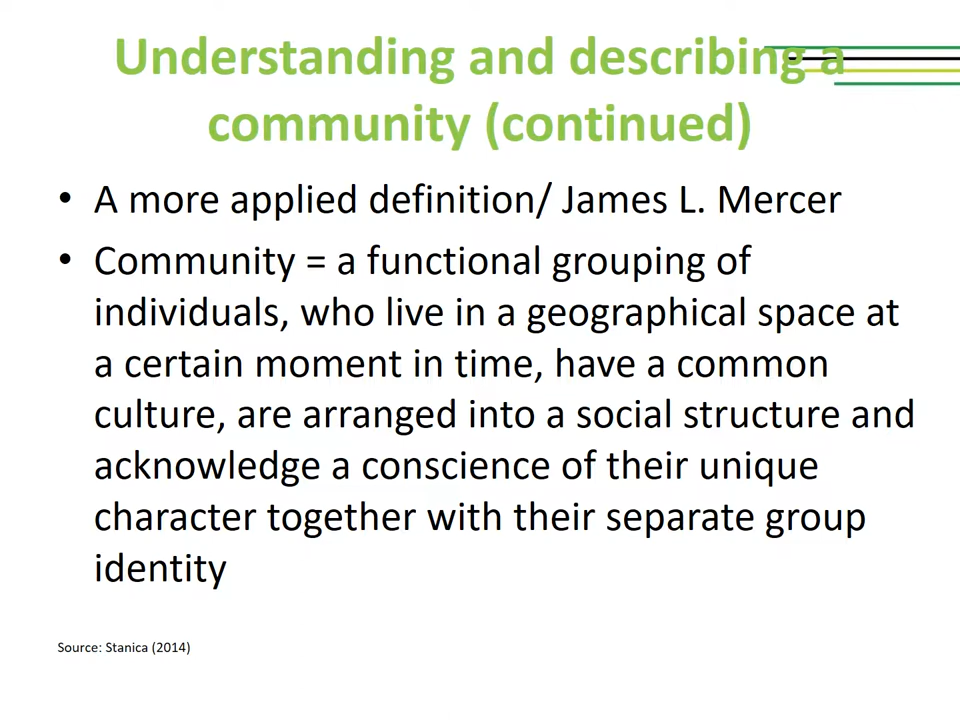 Understanding and describing a
community (continued)
• A more applied definition/ James L. Mercer
• Community = a functional grouping of
individuals, who live in a geographical space at
a certain moment in time, have a common
culture, are arranged into a social structure and
acknowledge a conscience of their unique
character together with their separate group
identity
Source: Stanica (2014)